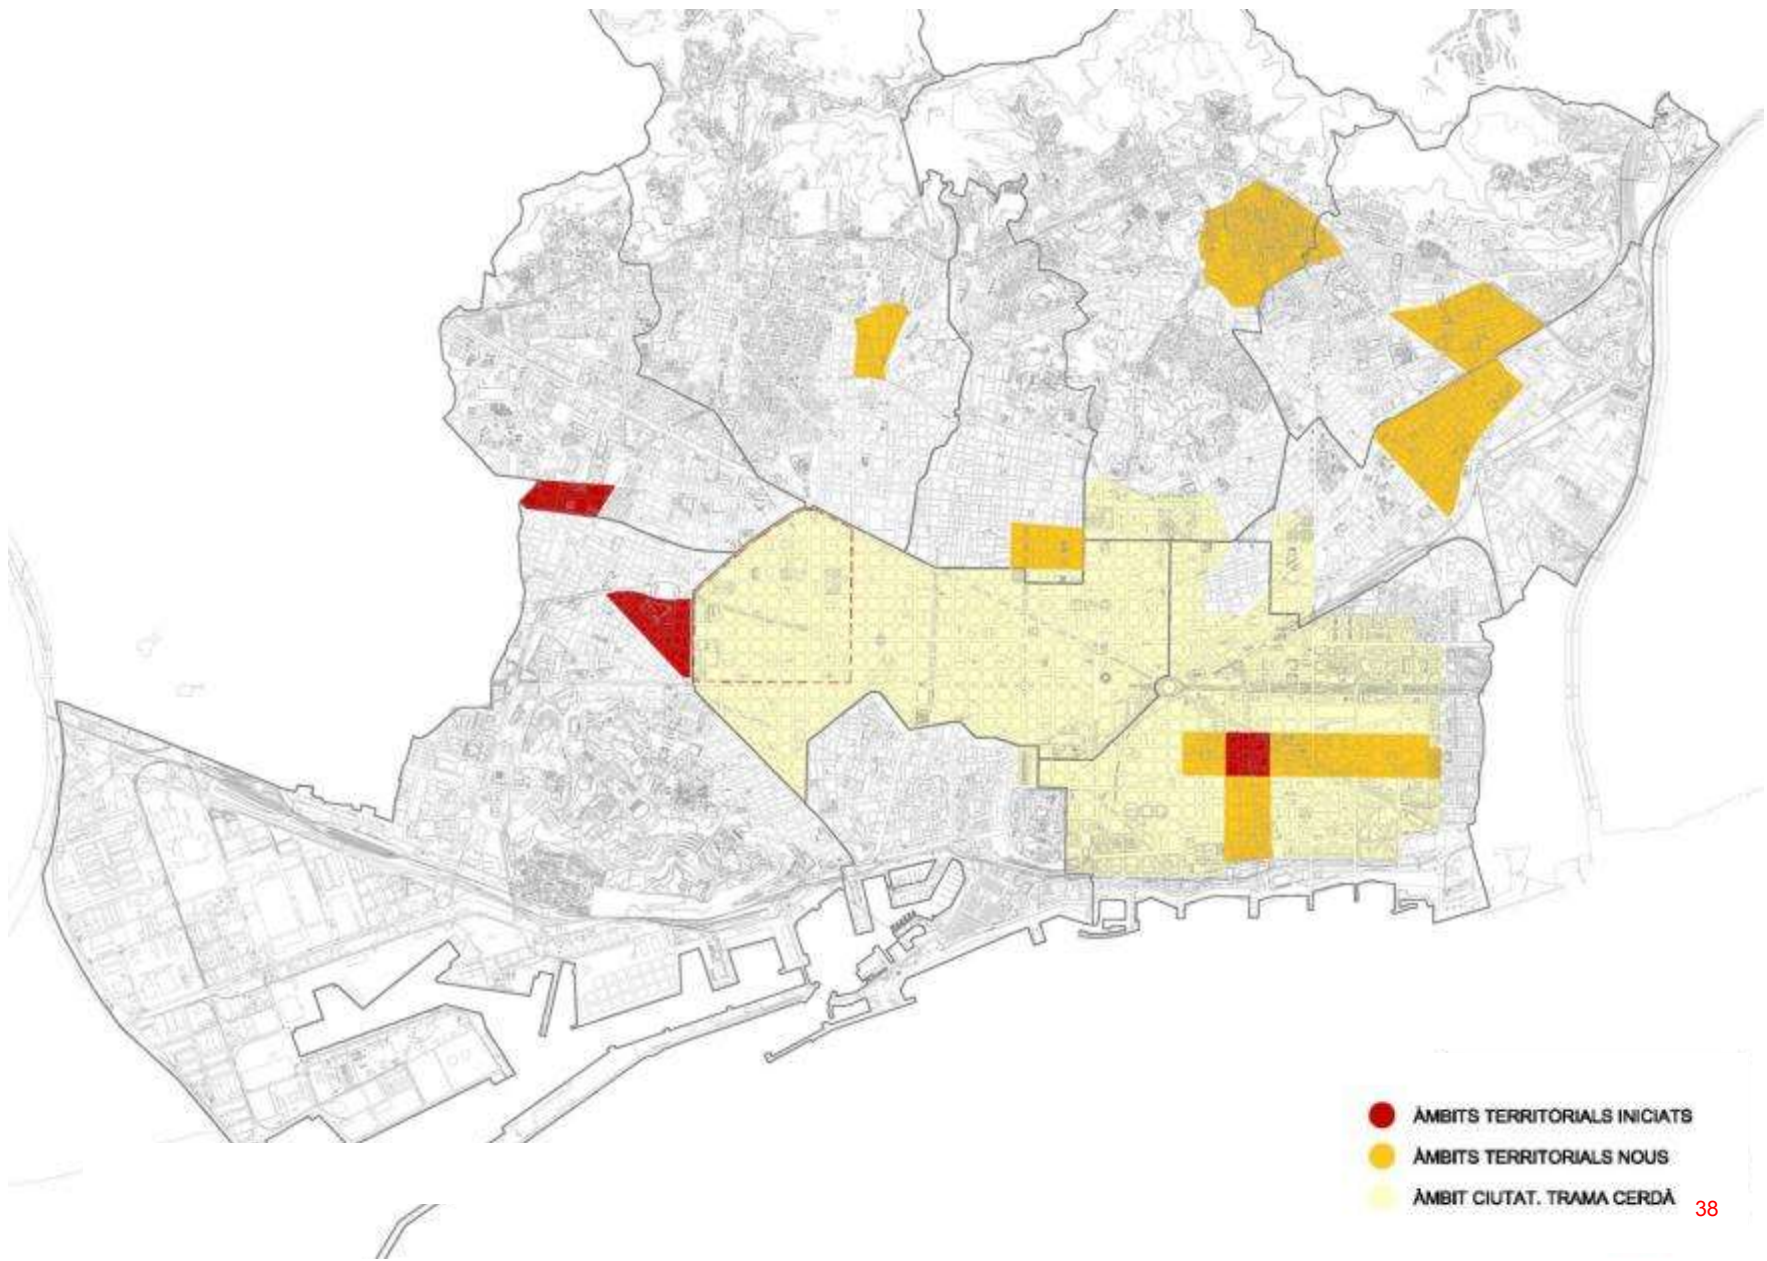 ÀMBITS TERRITORIALS INICIATS
ÀMBITS TERRITORIALS NOUS
ÀMBIT CIUTAT. TRAMA CERDÀ
38